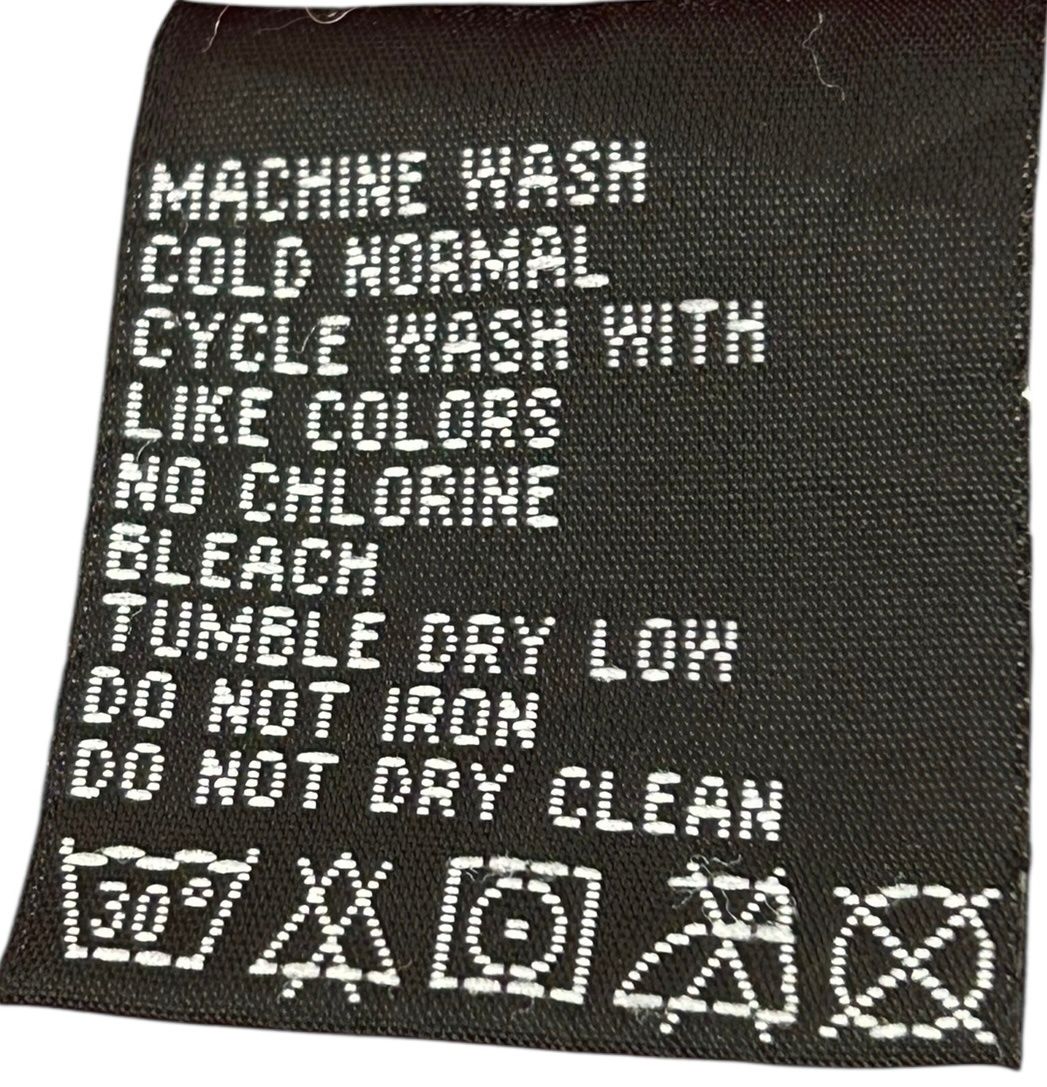 MACHINE WASH
COLD NORMAL
CYCLE WASH WITH
LIKE COLORS
NO CHLORINE
BLEACH
TUMBLE DRY LOW
DO NOT IRON
DO NOT DRY CLEAN
30°